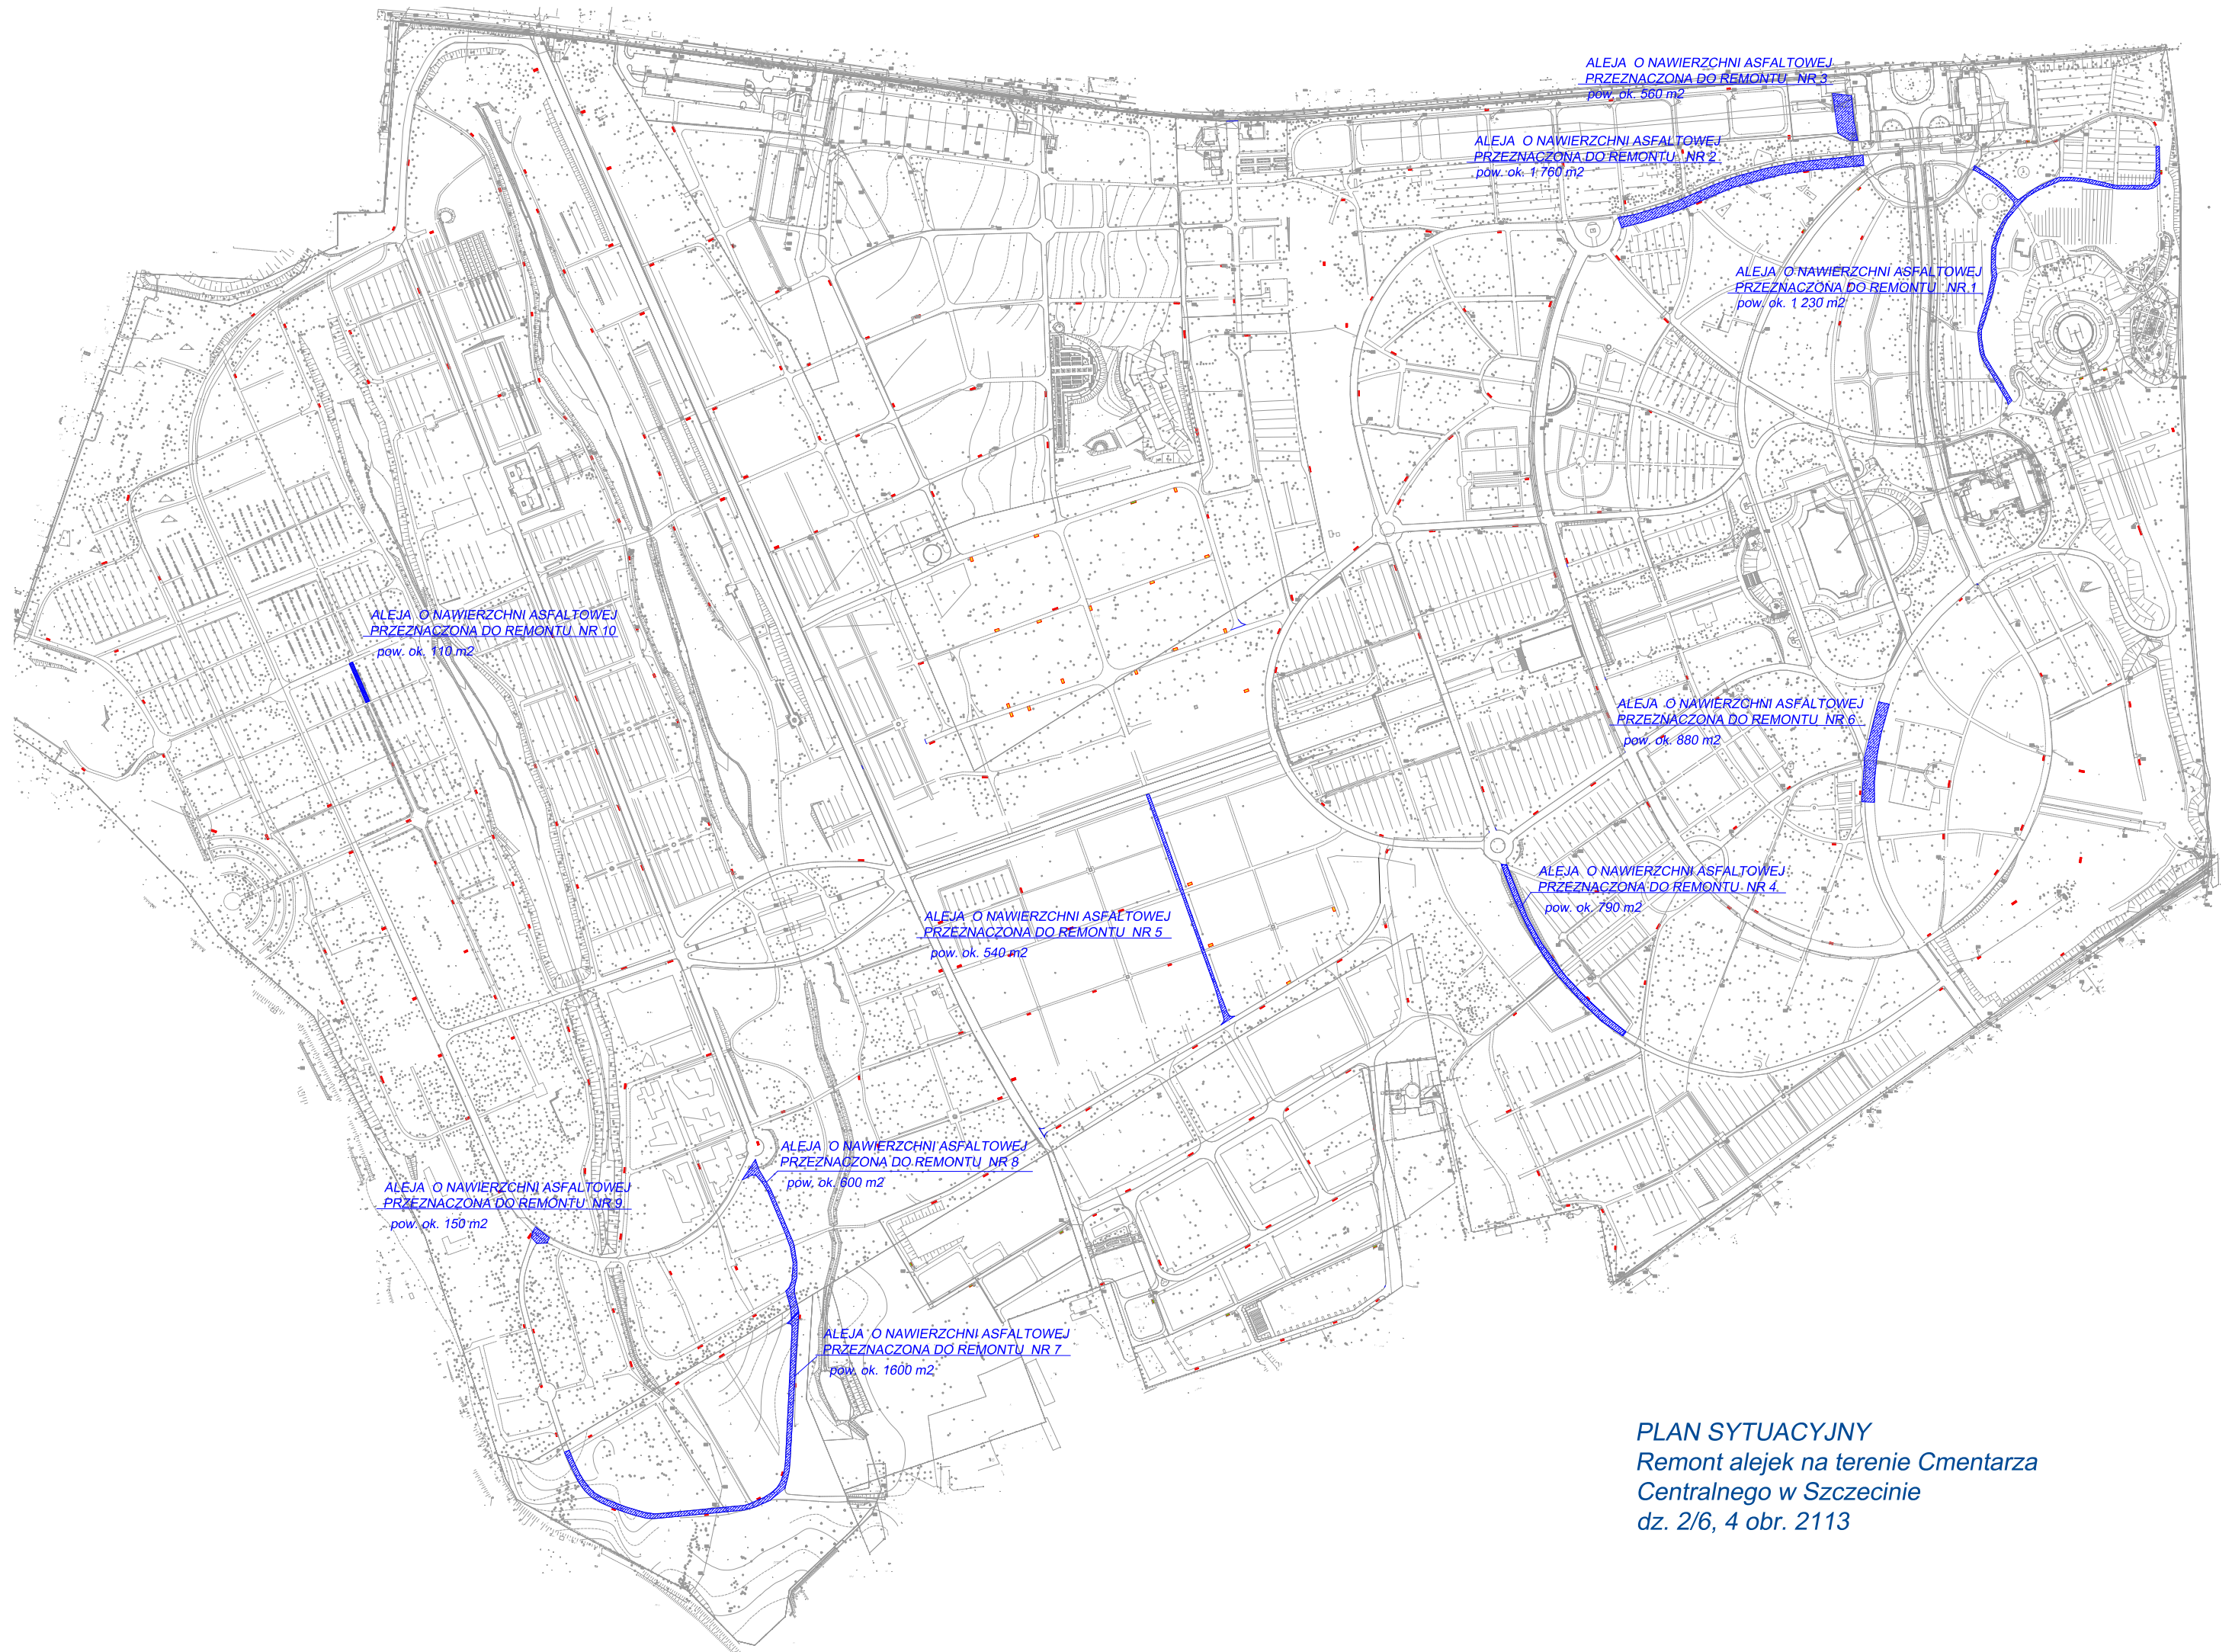 ALEJA O NAWIERZCHNI ASFALTOWEJ
PRZEZNACZONA DO REMONTU NR 3
pow. ok. 560 m2
ALEJA O NAWIERZCHNI ASFALTOWEJ
PRZEZNACZONA DO REMONTU NR 2
pow. ok. 1 760 m2
ALEJA O NAWIERZCHNI ASFALTOWEJ
PRZEZNACZONA DO REMONTU NR 1
pow. ok. 1 230 m2
ALEJA O NAWIERZCHNI ASFALTOWEJ
PRZEZNACZONA DO REMONTU NR 10
pow. ok. 110 m2
ALEJA O NAWIERZCHNI ASFALTOWEJ
PRZEZNACZONA DO REMONTU NR 6
pow. ok. 880 m2
ALEJA O NAWIERZCHNI ASFALTOWEJ
PRZEZNACZONA DO REMONTU NR 4
pow. ok. 790 m2
ALEJA O NAWIERZCHNI ASFALTOWEJ
PRZEZNACZONA DO REMONTU NR 5
pow. ok. 540 m2
ALEJA O NAWIERZCHNI ASFALTOWEJ
PRZEZNACZONA DO REMONTU NR 8
pow. ok. 600 m2
ALEJA O NAWIERZCHNI ASFALTOWEJ
PRZEZNACZONA DO REMONTU NR 9
pow. ok. 150 m2
ALEJA O NAWIERZCHNI ASFALTOWEJ
PRZEZNACZONA DO REMONTU NR 7
pow. ok. 1600 m2
PLAN SYTUACYJNY
Remont alejek na terenie Cmentarza
Centralnego w Szczecinie
dz. 2/6, 4 obr. 2113